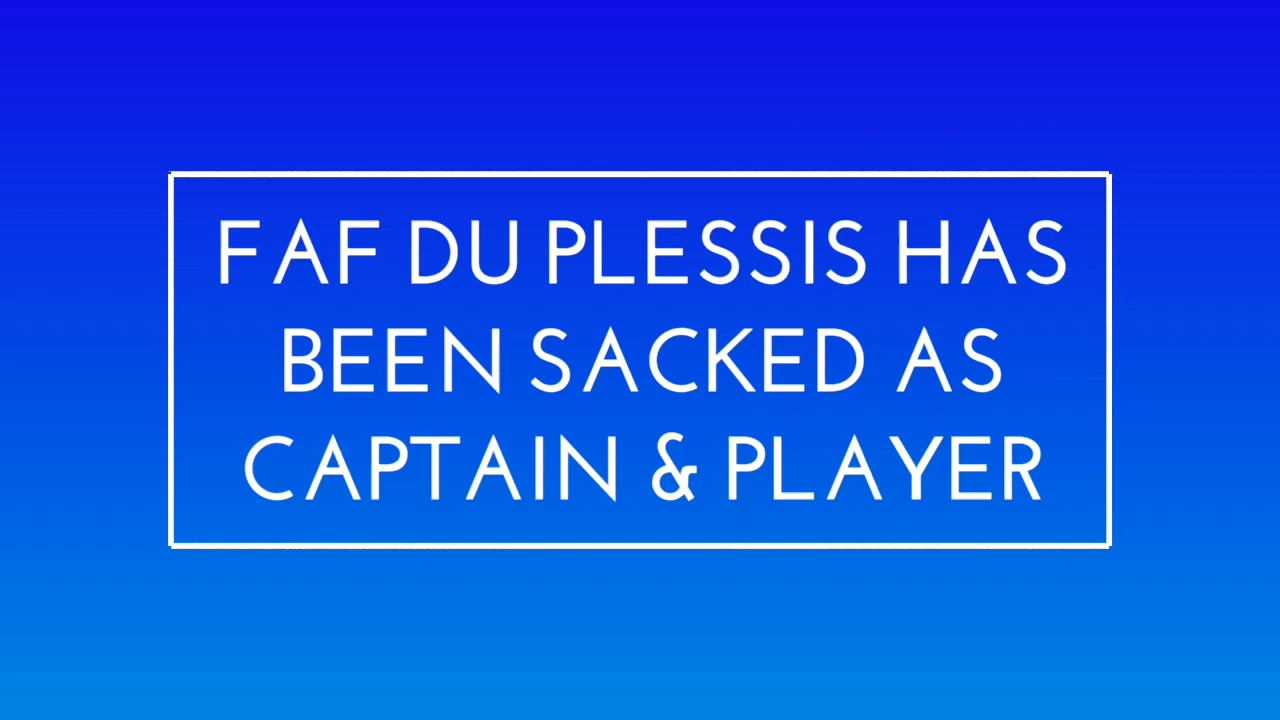 FAF DU PLESSIS HAS
BEEN SACKED AS
CAPTAIN & PLAYER